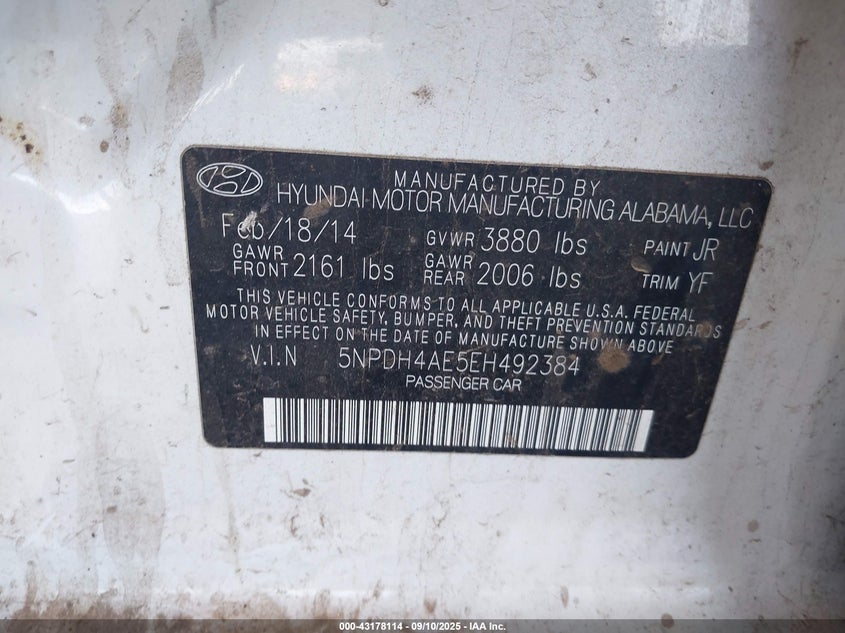 MANUFACTURED BY
HYUNDAI MOTOR MANUFACTURING ALABAMA, LLC
Feb/18/14 GVWR 3880 lbs PAINT JR
GAWR FRONT 2161 lbs GAWR REAR 2006 lbs TRIM YF
THIS VEHICLE CONFORMS TO ALL APPLICABLE U.S.A. FEDERAL
MOTOR VEHICLE SAFETY, BUMPER, AND THEFT PREVENTION STANDARDS
IN EFFECT ON THE DATE OF MANUFACTURE SHOWN ABOVE
V.I.N 5NPDH4AE5EH492384
PASSENGER CAR
000-43178114 - 09/10/2025 - IAA Inc.